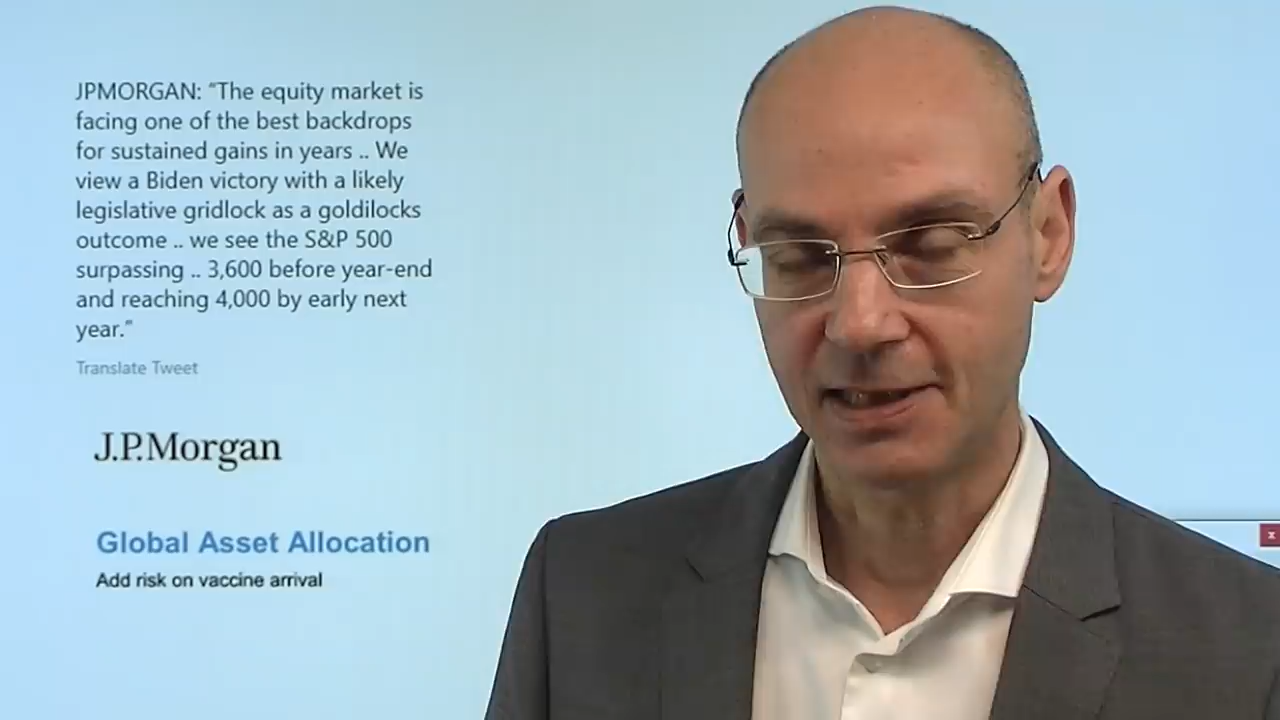 JPMORGAN: "The equity market is
facing one of the best backdrops
for sustained gains in years .. We
view a Biden victory with a likely
legislative gridlock as a goldilocks
outcome .. we see the S&P 500
surpassing .. 3,600 before year-end
and reaching 4,000 by early next
year."
Translate Tweet
J.P.Morgan
Global Asset Allocation
Add risk on vaccine arrival
x